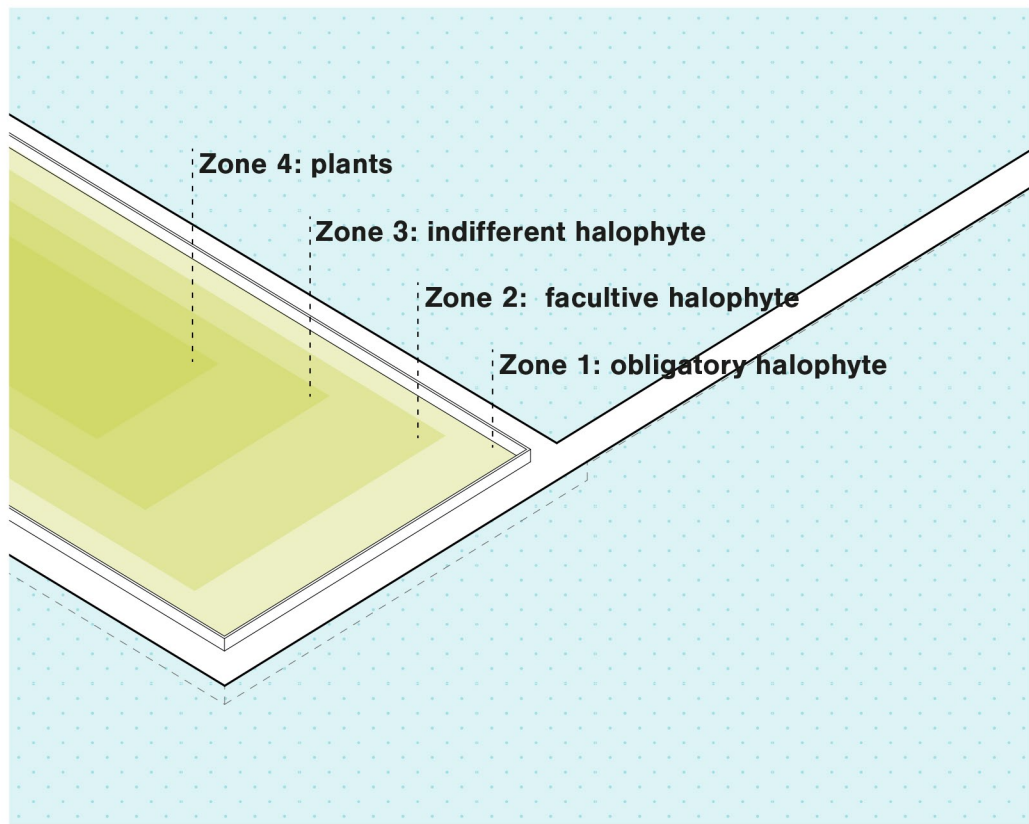 Zone 4: plants
Zone 3: indifferent halophyte
Zone 2:  facultive halophyte
Zone 1: obligatory halophyte